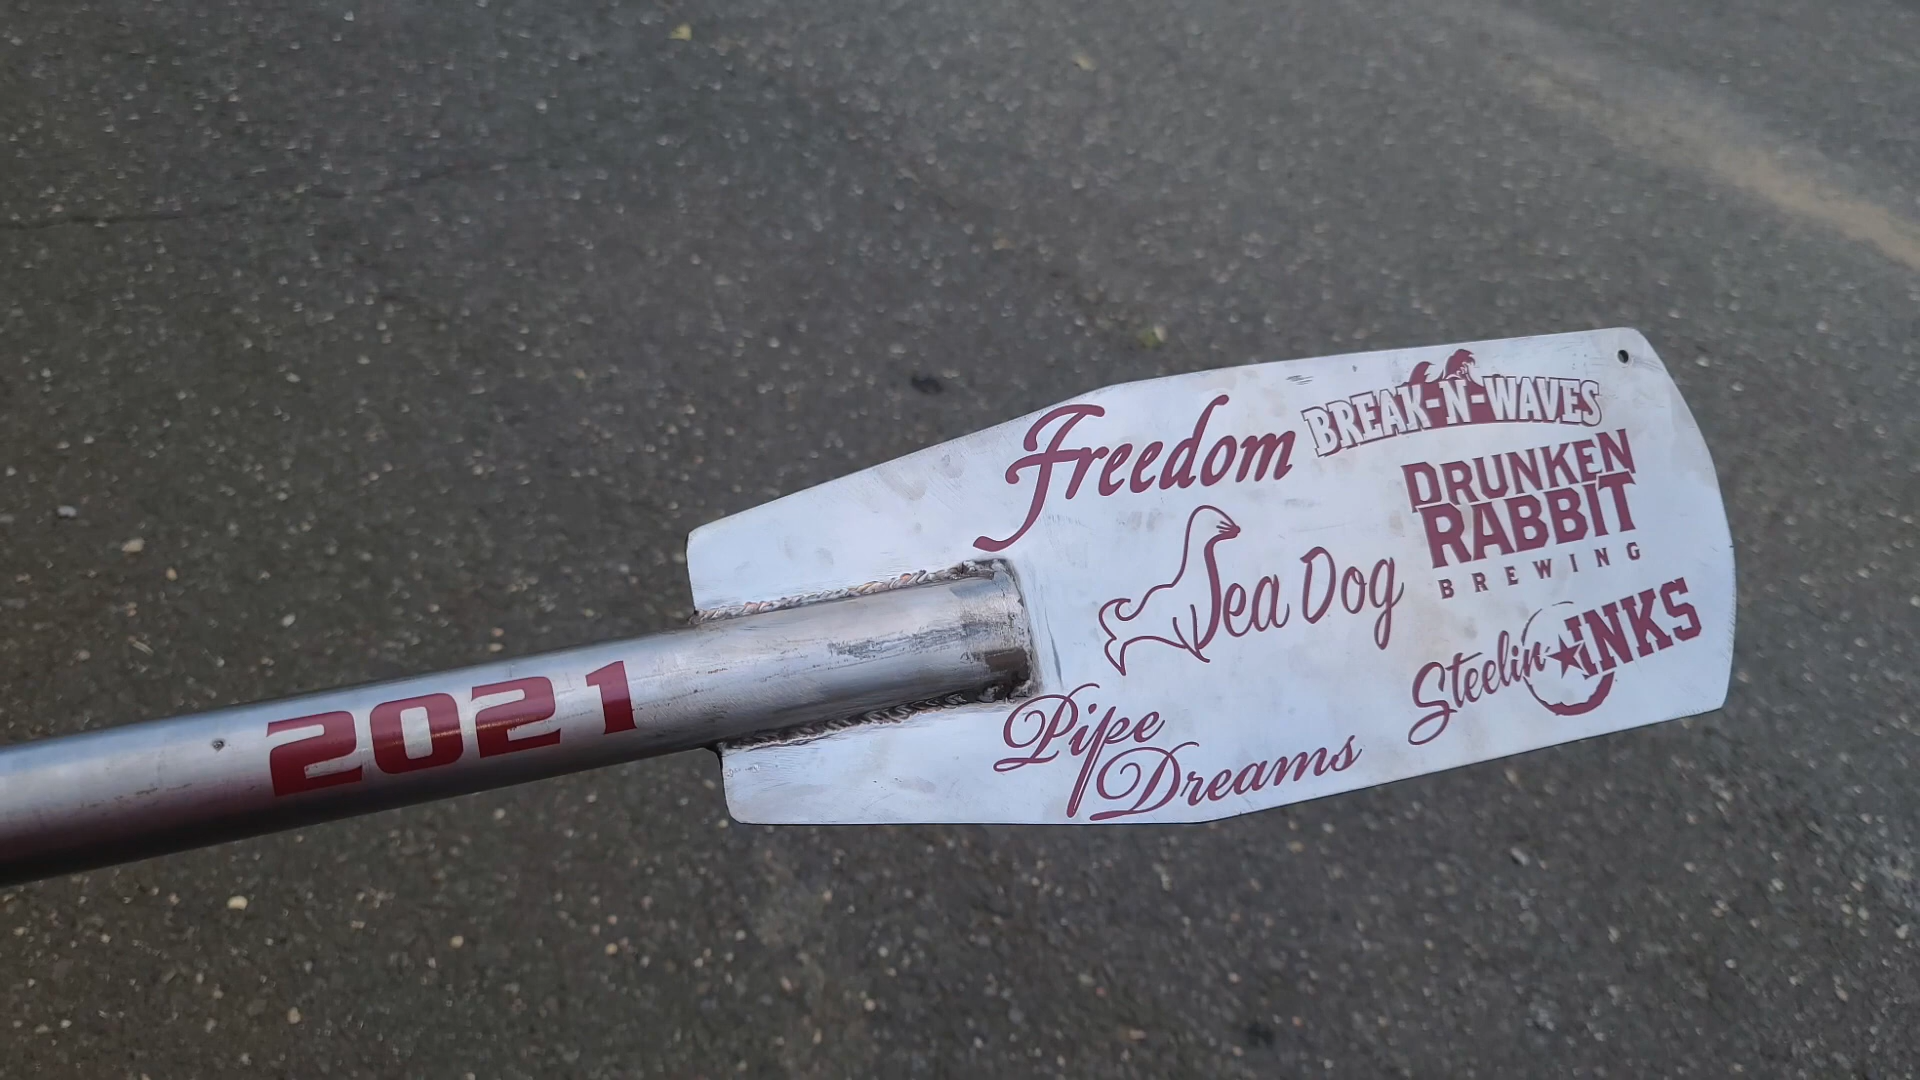 2021
Freedom
BREAK-N-WAVES
DRUNKEN
RABBIT
BREWING
Sea Dog
Steelin INKS
Pipe
Dreams